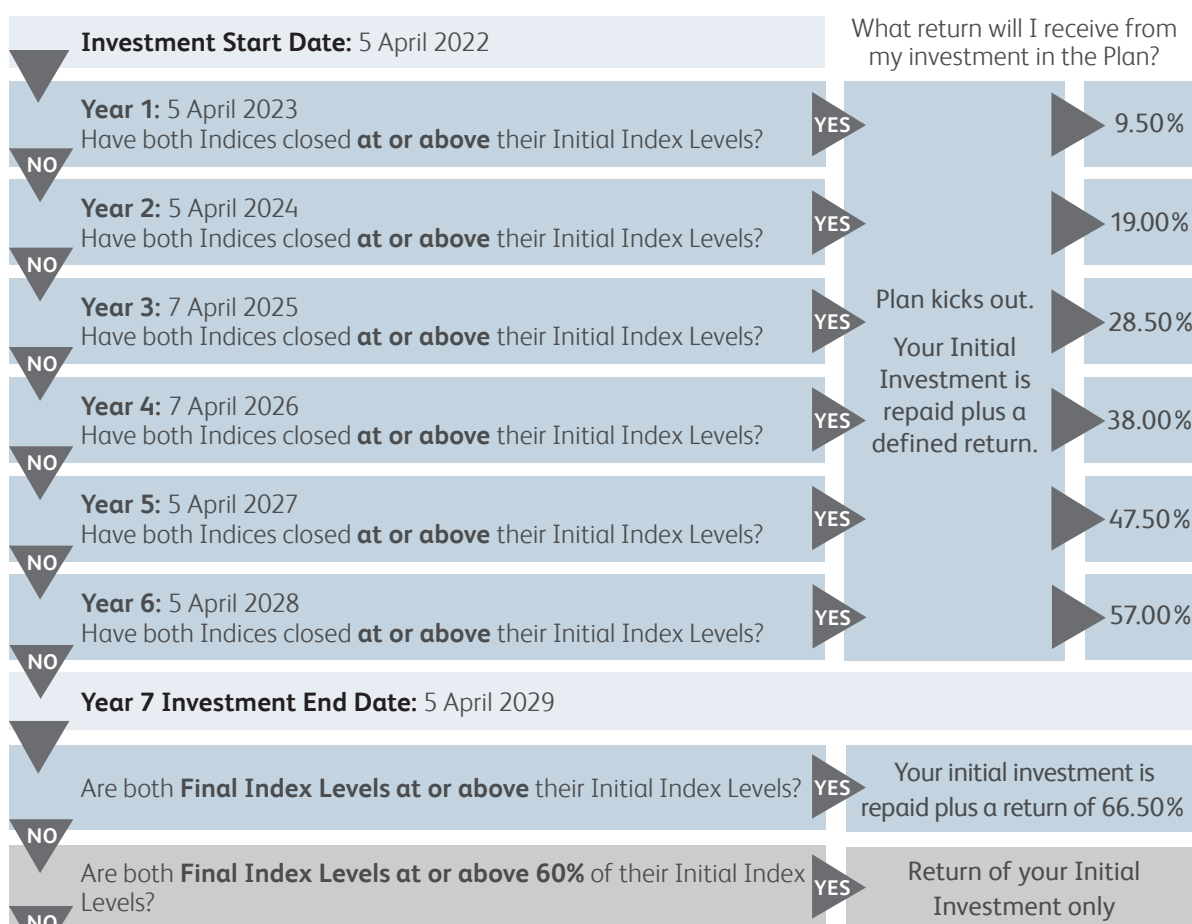 Investment Start Date: 5 April 2022
What return will I receive from
my investment in the Plan?
Year 1: 5 April 2023
Have both Indices closed at or above their Initial Index Levels?
YES
9.50%
NO
Year 2: 5 April 2024
Have both Indices closed at or above their Initial Index Levels?
YES
19.00%
NO
Year 3: 7 April 2025
Have both Indices closed at or above their Initial Index Levels?
YES
Plan kicks out.
Your Initial
Investment is
repaid plus a
defined return.
28.50%
NO
Year 4: 7 April 2026
Have both Indices closed at or above their Initial Index Levels?
YES
38.00%
NO
Year 5: 5 April 2027
Have both Indices closed at or above their Initial Index Levels?
YES
47.50%
NO
Year 6: 5 April 2028
Have both Indices closed at or above their Initial Index Levels?
YES
57.00%
NO
Year 7 Investment End Date: 5 April 2029
Are both Final Index Levels at or above their Initial Index Levels?
YES
Your initial investment is
repaid plus a return of 66.50%
NO
Are both Final Index Levels at or above 60% of their Initial Index
Levels?
YES
Return of your Initial
Investment only
NO